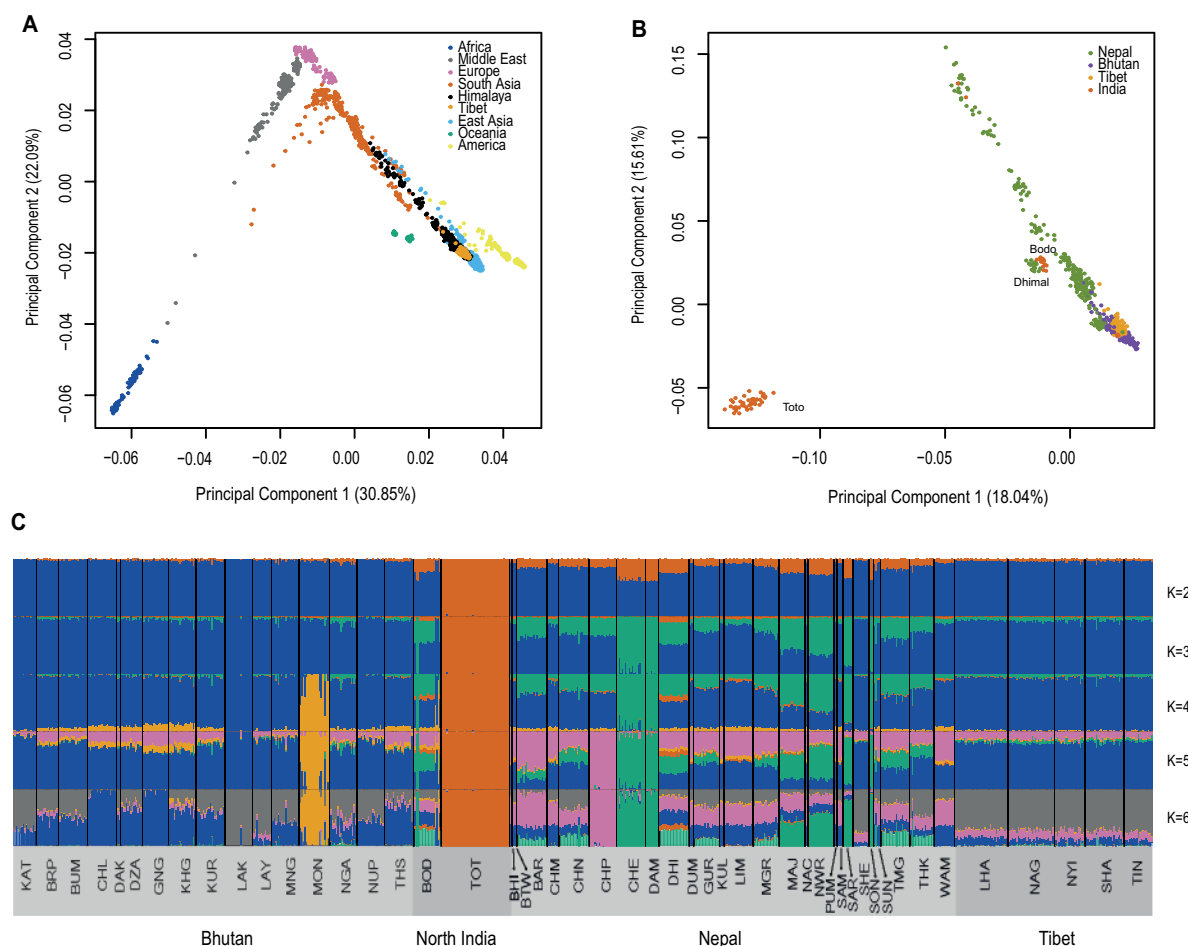 A
0.04
0.02
0.00
−0.02
−0.04
−0.06
Principal Component 2 (22.09%)
Africa
Middle East
Europe
South Asia
Himalaya
Tibet
East Asia
Oceania
America
−0.06
−0.04
−0.02
0.00
0.02
0.04
Principal Component 1 (30.85%)
B
0.15
0.10
0.05
0.00
−0.05
Principal Component 2 (15.61%)
Nepal
Bhutan
Tibet
India
Bodo
Dhimal
Toto
−0.10
−0.05
0.00
Principal Component 1 (18.04%)
C
K=2
K=3
K=4
K=5
K=6
KAT
BRP
BUM
CHL
DAK
DZA
GNG
KHG
KUR
LAK
LAY
MNG
MON
NGA
NUP
THS
BOD
TOT
BHI
BTW
BAR
CHM
CHN
CHP
CHE
DAM
DHI
DUM
GUR
KUL
LIM
MGR
MAJ
NAC
NWR
PUM
SAM
SAR
SHE
SON
SUN
TMG
THK
WAM
LHA
NAG
NYI
SHA
TIN
Bhutan
North India
Nepal
Tibet